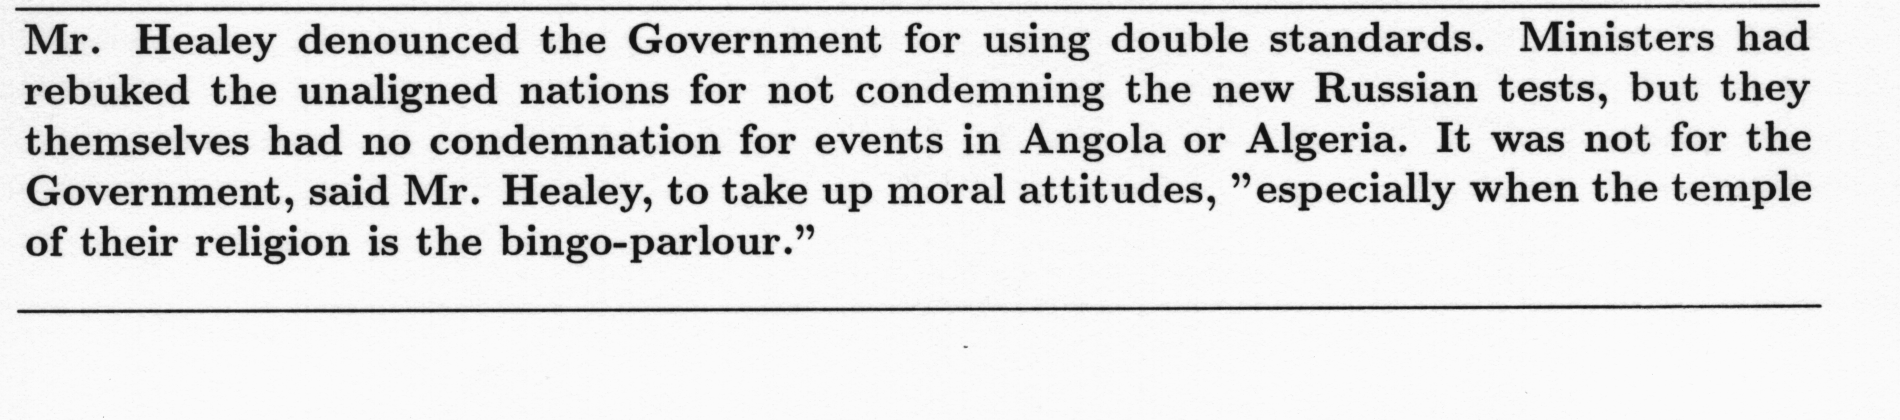 Mr. Healey denounced the Government for using double standards. Ministers had
rebuked the unaligned nations for not condemning the new Russian tests, but they
themselves had no condemnation for events in Angola or Algeria. It was not for the
Government, said Mr. Healey, to take up moral attitudes, ”especially when the temple
of their religion is the bingo-parlour.”